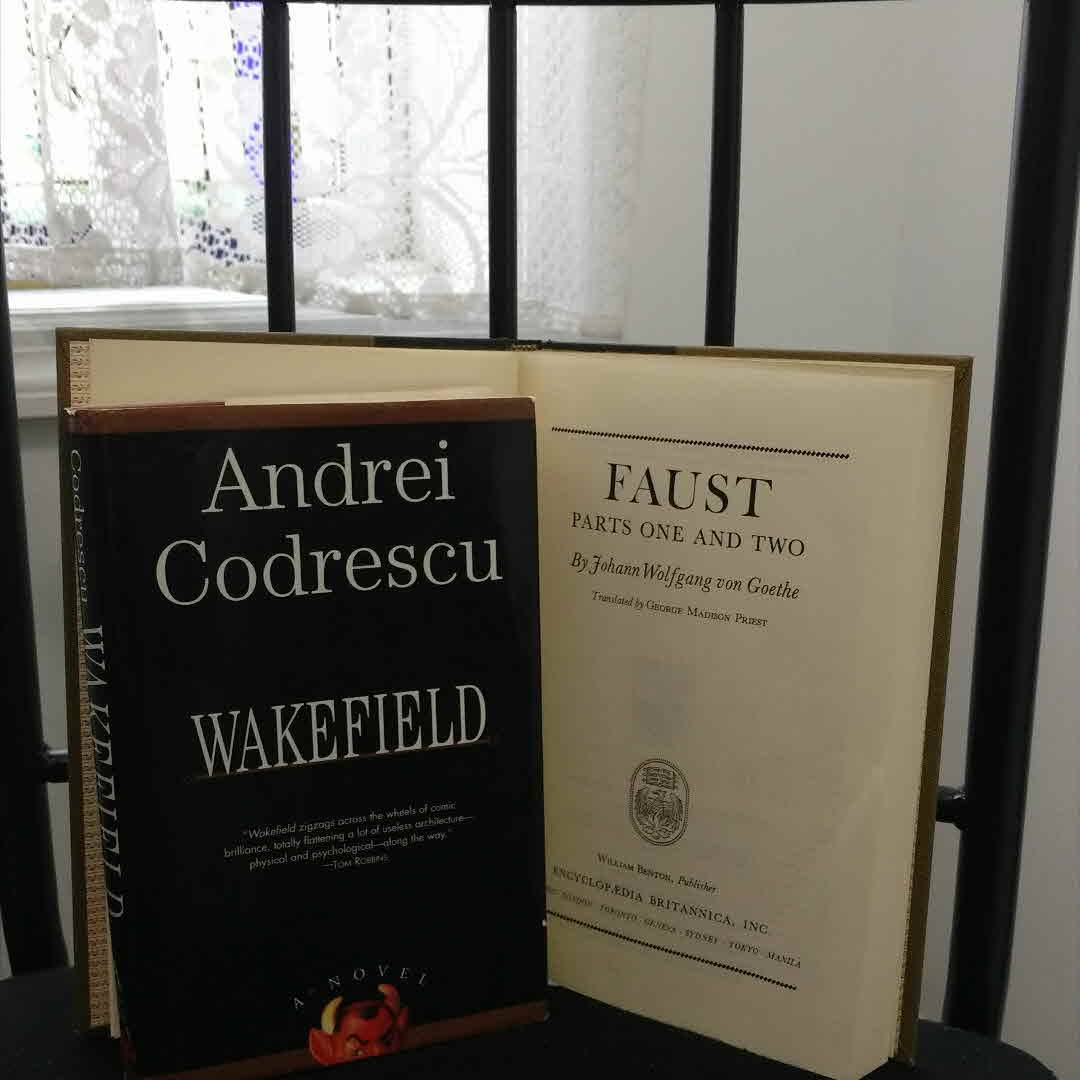 Andrei
Codrescu
WAKEFIELD
"Wakefield zigzags across the wheels of comic
brilliance, totally flattening a lot of useless architecture—
physical and psychological—along the way."
—TOM ROBBINS
A NOVEL
Codrescu WAKEFIELD
FAUST
PARTS ONE AND TWO
By Johann Wolfgang von Goethe
Translated by GEORGE MADISON PRIEST
WILLIAM BENTON, Publisher
ENCYCLOPÆDIA BRITANNICA, INC.
LONDON · TORONTO · GENEVA · SYDNEY · TOKYO · MANILA